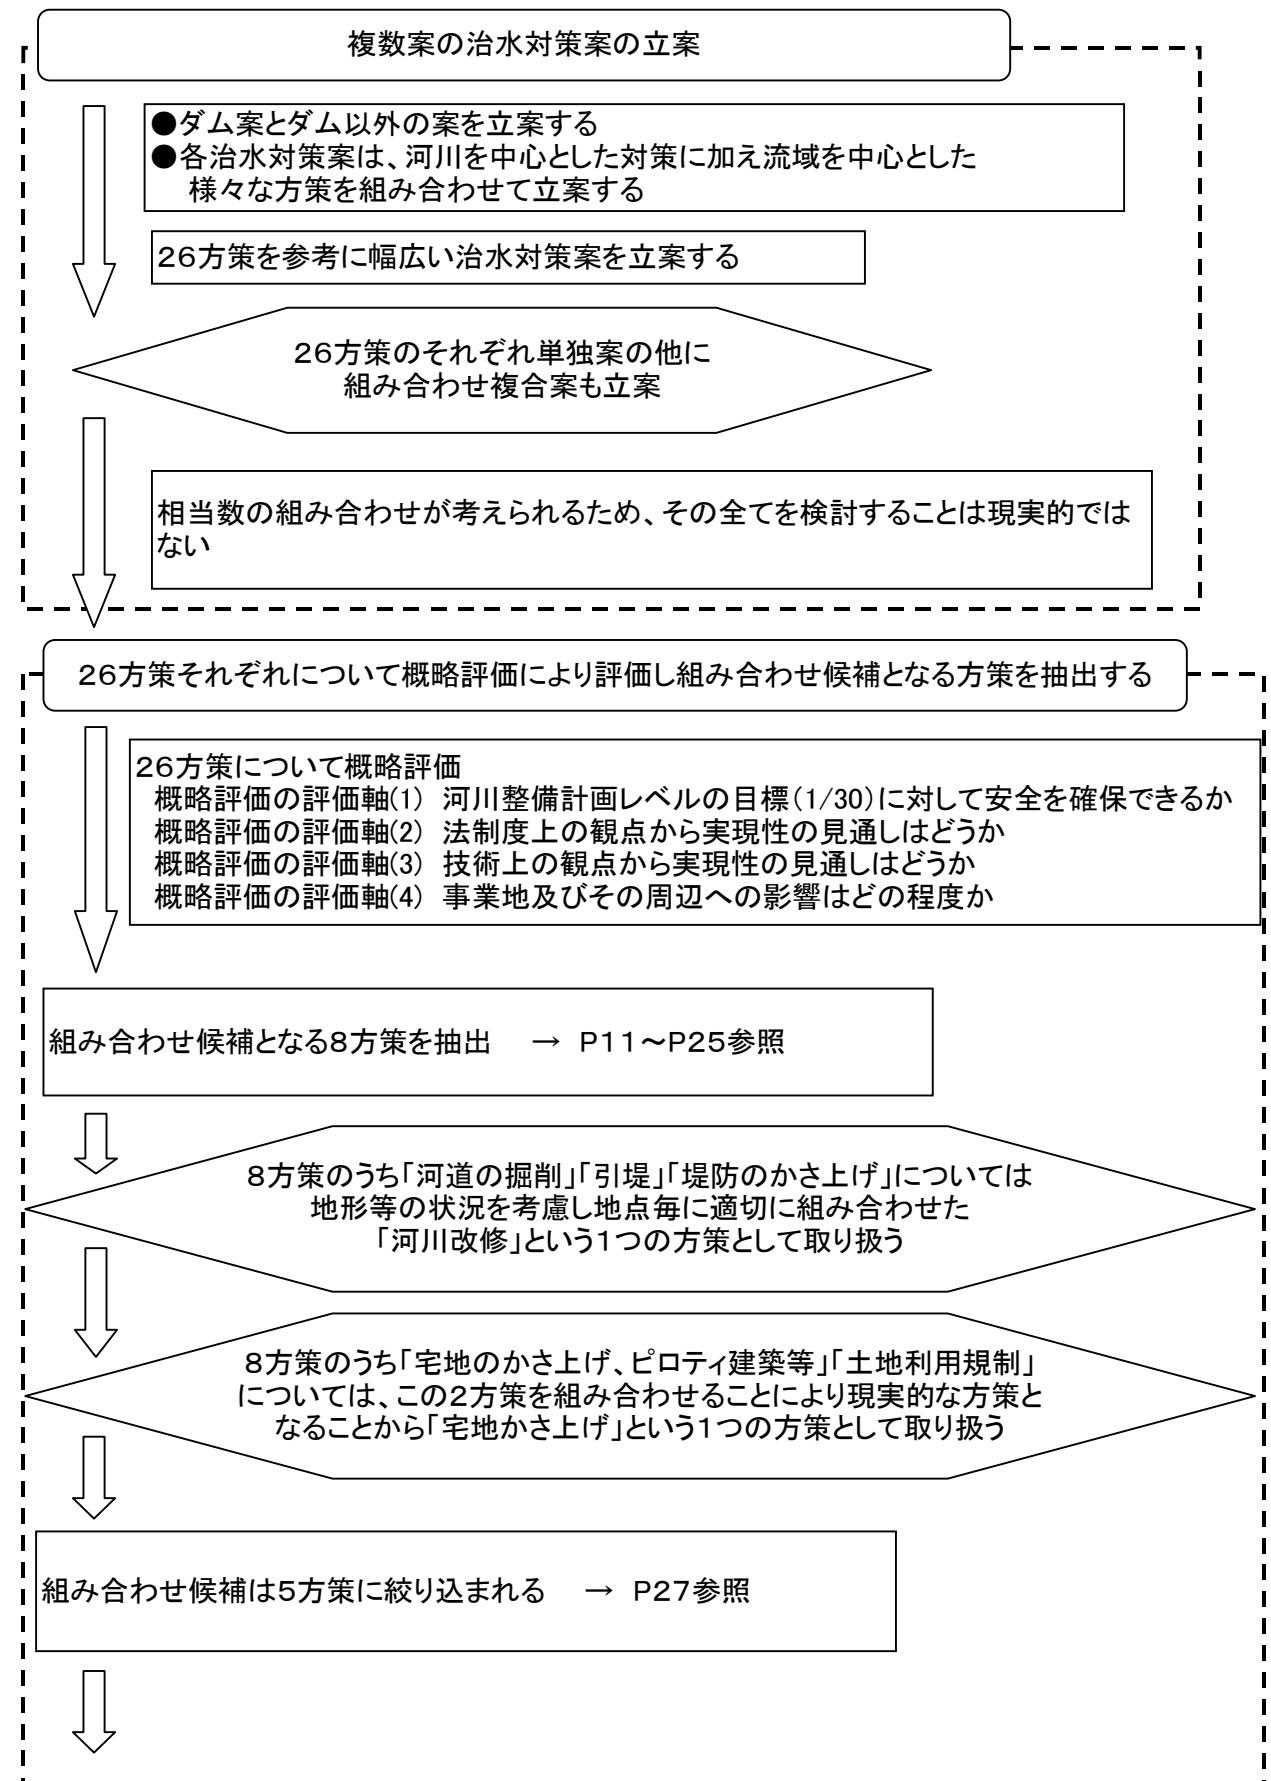 複数案の治水対策案の立案
●ダム案とダム以外の案を立案する
●各治水対策案は、河川を中心とした対策に加え流域を中心とした
様々な方策を組み合わせて立案する
26方策を参考に幅広い治水対策案を立案する
26方策のそれぞれ単独案の他に
組み合わせ複合案も立案
相当数の組み合わせが考えられるため、その全てを検討することは現実的では
ない
26方策それぞれについて概略評価により評価し組み合わせ候補となる方策を抽出する
26方策について概略評価
概略評価の評価軸(1) 河川整備計画レベルの目標(1/30)に対して安全を確保できるか
概略評価の評価軸(2) 法制度上の観点から実現性の見通しはどうか
概略評価の評価軸(3) 技術上の観点から実現性の見通しはどうか
概略評価の評価軸(4) 事業地及びその周辺への影響はどの程度か
組み合わせ候補となる8方策を抽出 → P11～P25参照
8方策のうち「河道の掘削」「引堤」「堤防のかさ上げ」については
地形等の状況を考慮し地点毎に適切に組み合わせた
「河川改修」という1つの方策として取り扱う
8方策のうち「宅地のかさ上げ、ピロティ建築等」「土地利用規制」
については、この2方策を組み合わせることにより現実的な方策と
なることから「宅地かさ上げ」という1つの方策として取り扱う
組み合わせ候補は5方策に絞り込まれる → P27参照